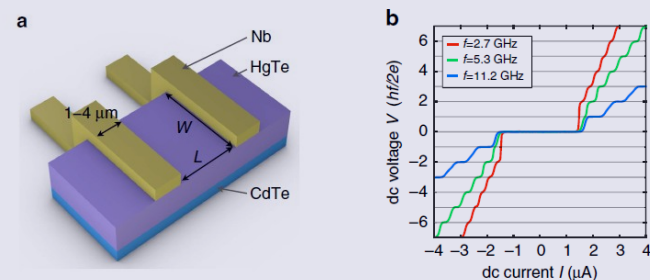 a
Nb
HgTe
1–4 μm
W
L
CdTe
b
f=2.7 GHz
f=5.3 GHz
f=11.2 GHz
dc voltage V (hf/2e)
6
4
2
0
−2
−4
−6
−4 −3 −2 −1 0 1 2 3 4
dc current I (μA)